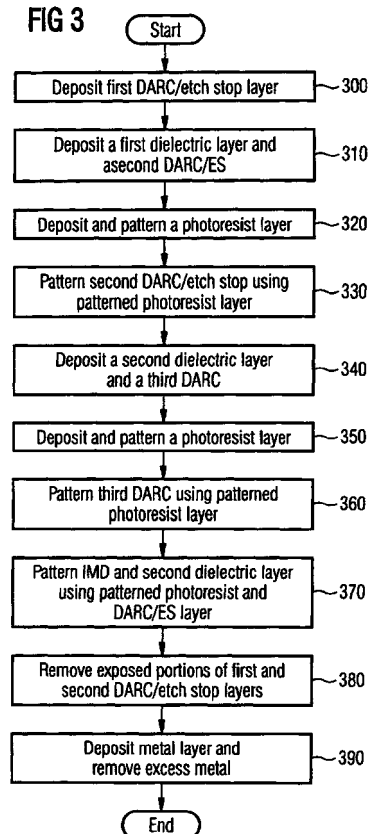 FIG 3
Start
Deposit first DARC/etch stop layer
300
Deposit a first dielectric layer and
asecond DARC/ES
310
Deposit and pattern a photoresist layer
320
Pattern second DARC/etch stop using
patterned photoresist layer
330
Deposit a second dielectric layer
and a third DARC
340
Deposit and pattern a photoresist layer
350
Pattern third DARC using patterned
photoresist layer
360
Pattern IMD and second dielectric layer
using patterned photoresist and
DARC/ES layer
370
Remove exposed portions of first and
second DARC/etch stop layers
380
Deposit metal layer and
remove excess metal
390
End